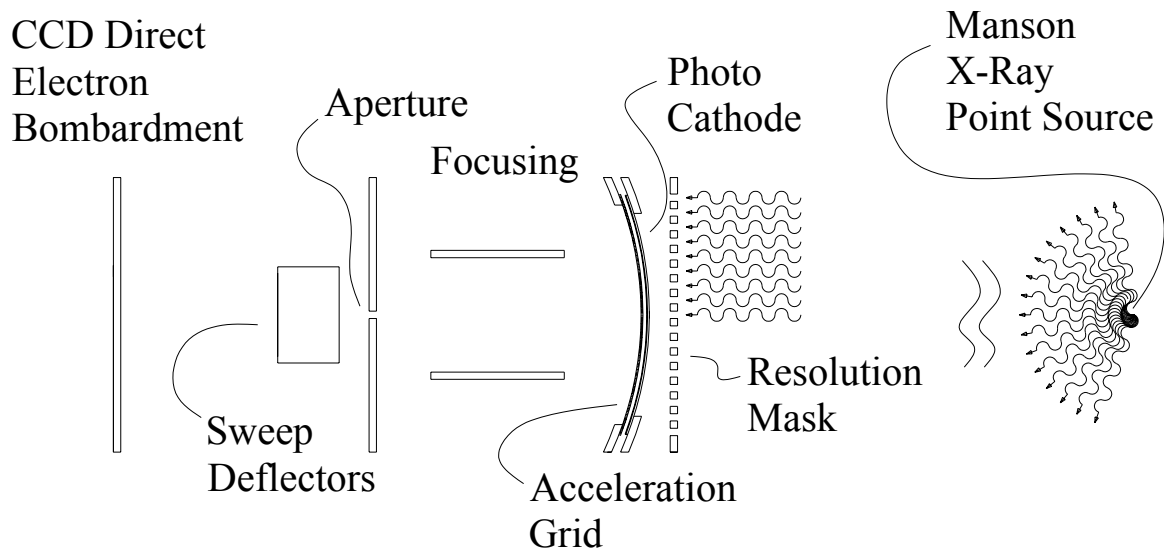 CCD Direct
Electron
Bombardment
Aperture
Focusing
Photo
Cathode
Manson
X-Ray
Point Source
Sweep
Deflectors
Acceleration
Grid
Resolution
Mask